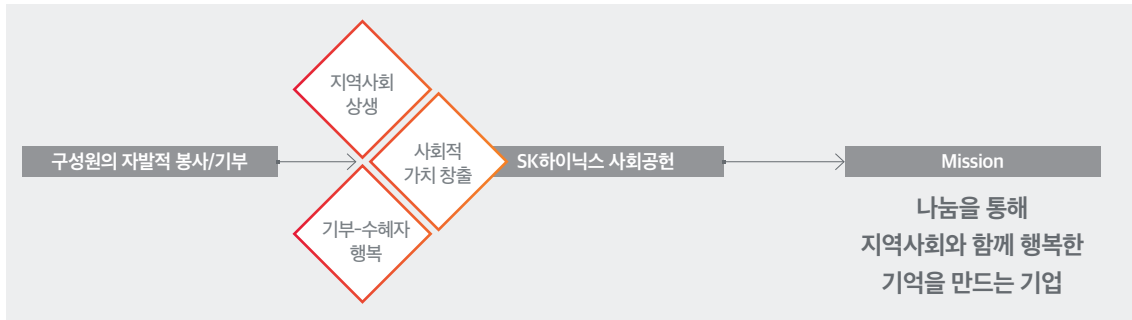 구성원의 자발적 봉사/기부
지역사회
상생
사회적
가치 창출
기부-수혜자
행복
SK하이닉스 사회공헌
Mission
나눔을 통해
지역사회와 함께 행복한
기억을 만드는 기업